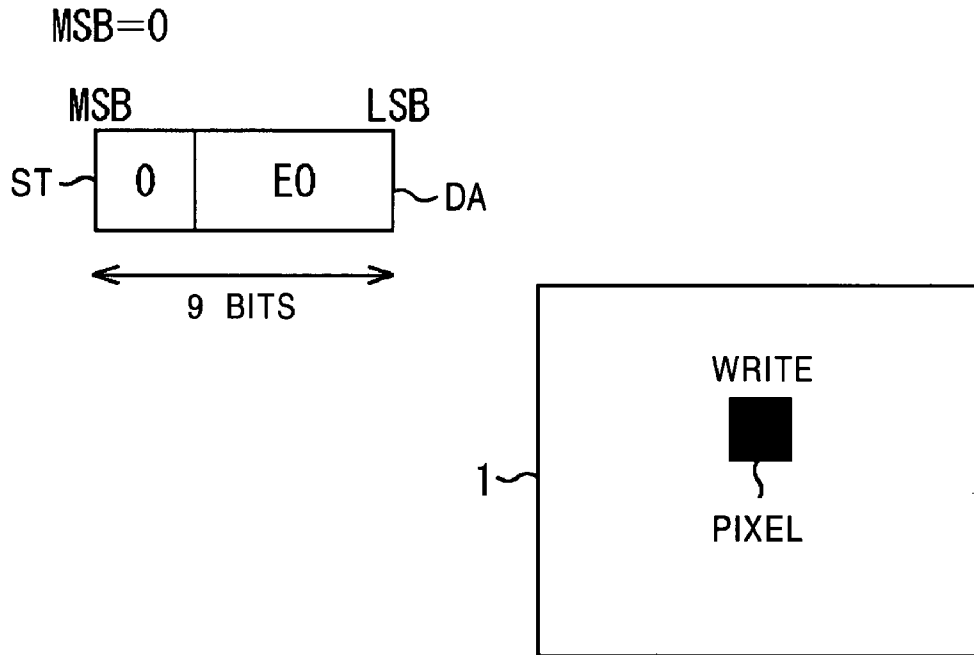 MSB=0
MSB LSB
ST 0 E0 DA
9 BITS
WRITE
1
PIXEL